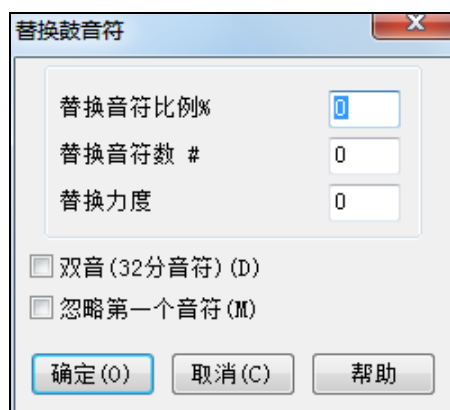 替换鼓音符
替换音符比例% 0
替换音符数 # 0
替换力度 0
双音(32分音符)(D)
忽略第一个音符(M)
确定(O) 取消(C) 帮助